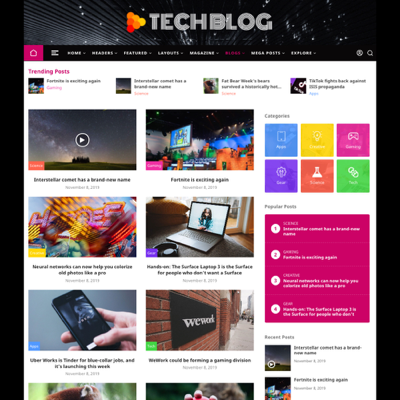 TECHBLOG
HOME HEADERS FEATURED LAYOUTS MAGAZINE BLOGS MEGA POSTS EXPLORE
Trending Posts
Fortnite is exciting again
Gaming
Interstellar comet has a
brand-new name
Science
Fat Bear Week's bears
survived a historically hot...
Science
TikTok fights back against
propaganda
Apps
Science
Interstellar comet has a brand-new name
November 8, 2019
Gaming
Fortnite is exciting again
November 8, 2019
Creative
Neural networks can now help you colorize
old photos like a pro
November 8, 2019
Gear
Hands-on: The Surface Laptop 3 is the Surface
for people who don't want a Surface
November 8, 2019
Apps
Uber Works is Tinder for blue-collar jobs, and
it's launching this week
November 8, 2019
wework
Tech
WeWork could be forming a gaming division
November 8, 2019
Categories
Apps
Creative
Gaming
Gear
Science
Tech
Popular Posts
1
SCIENCE
Interstellar comet has a brand-new
name
2
GAMING
Fortnite is exciting again
3
CREATIVE
Neural networks can now help you
colorize old photos like a pro
4
GEAR
Hands-on: The Surface Laptop 3 is the
Surface for people who don't
Recent Posts
Interstellar comet has a brand-
new name
November 8, 2019
Fortnite is exciting again
November 8, 2019